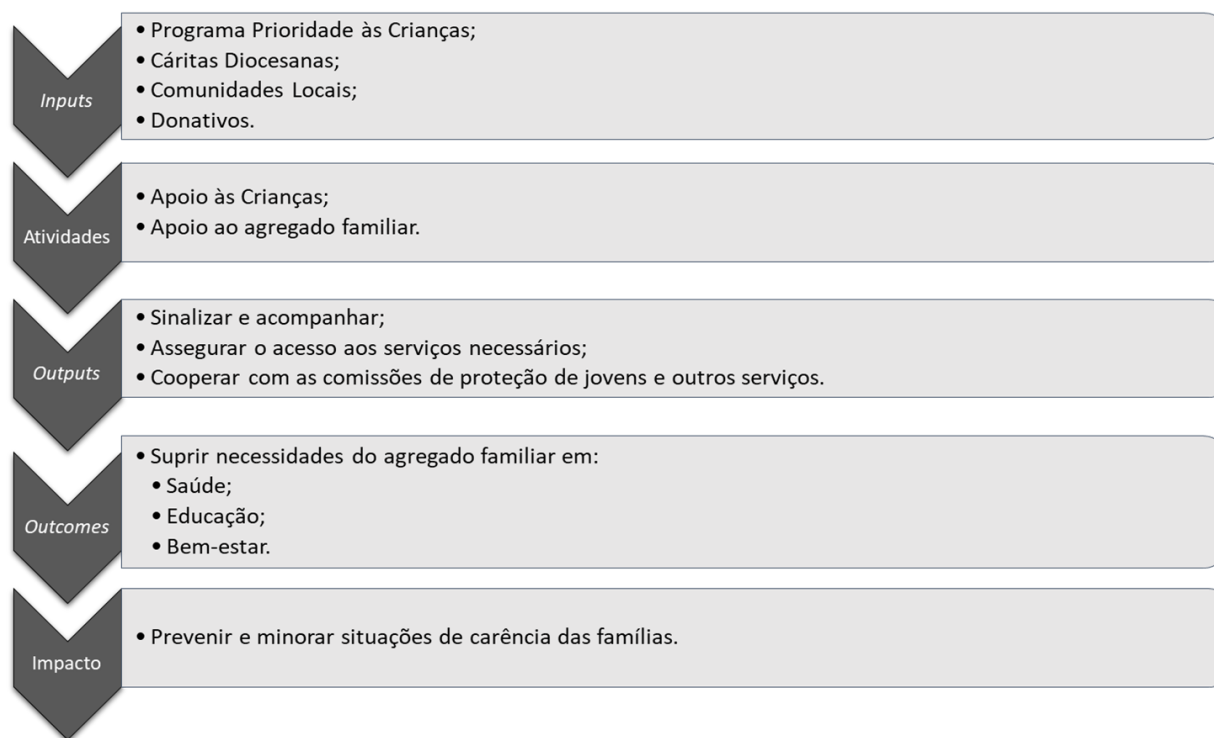 Inputs
• Programa Prioridade às Crianças;
• Cáritas Diocesanas;
• Comunidades Locais;
• Donativos.
Atividades
• Apoio às Crianças;
• Apoio ao agregado familiar.
Outputs
• Sinalizar e acompanhar;
• Assegurar o acesso aos serviços necessários;
• Cooperar com as comissões de proteção de jovens e outros serviços.
Outcomes
• Suprir necessidades do agregado familiar em:
• Saúde;
• Educação;
• Bem-estar.
Impacto
• Prevenir e minorar situações de carência das famílias.